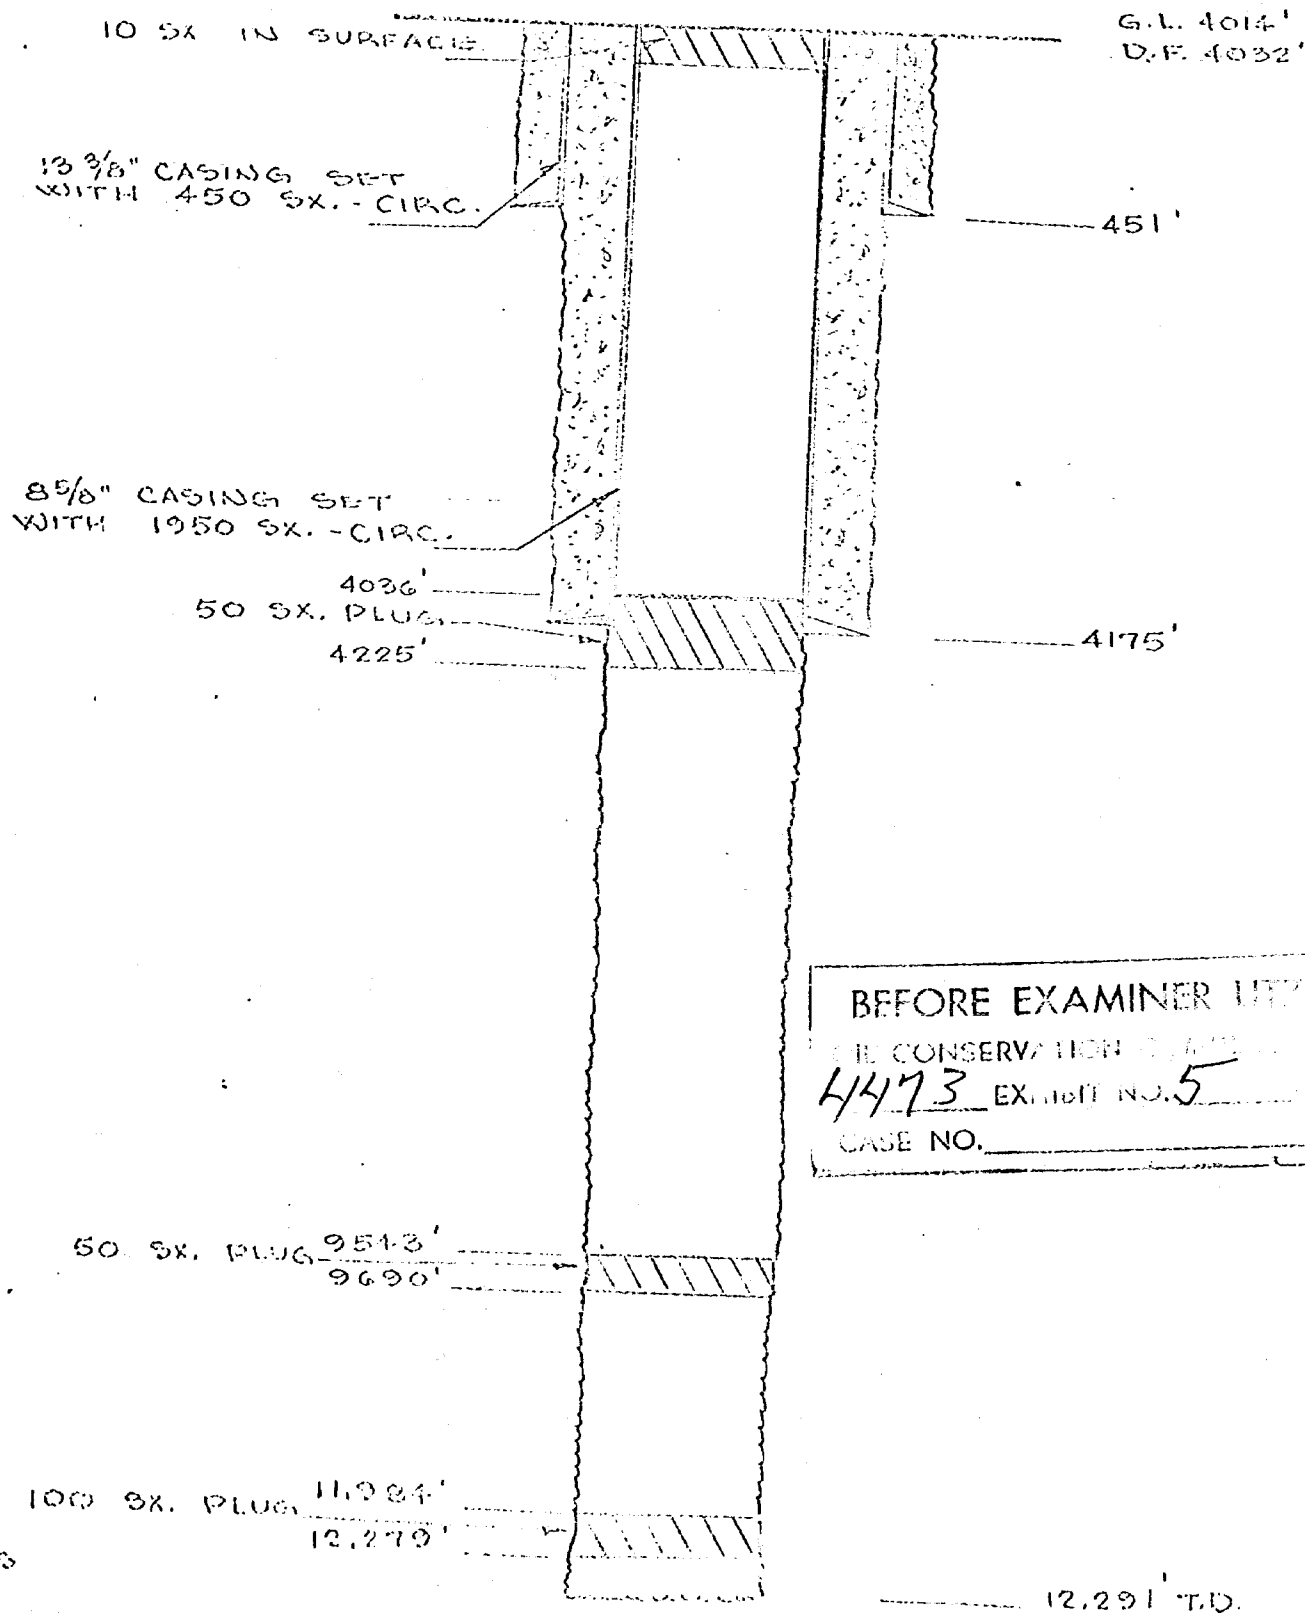 10 SX IN SURFACE
G.L. 4014'
D.F. 4032'
13 3/8" CASING SET
WITH 450 SX. - CIRC.
451'
8 5/8" CASING SET
WITH 1950 SX. - CIRC.
4036'
50 SX. PLUG
4225'
4175'
BEFORE EXAMINER
CONSERVATION
4473 EXHIBIT NO. 5
CASE NO.
50 SX. PLUG 9543'
9690'
100 SX. PLUG 11,984'
12,279'
12,291' T.D.